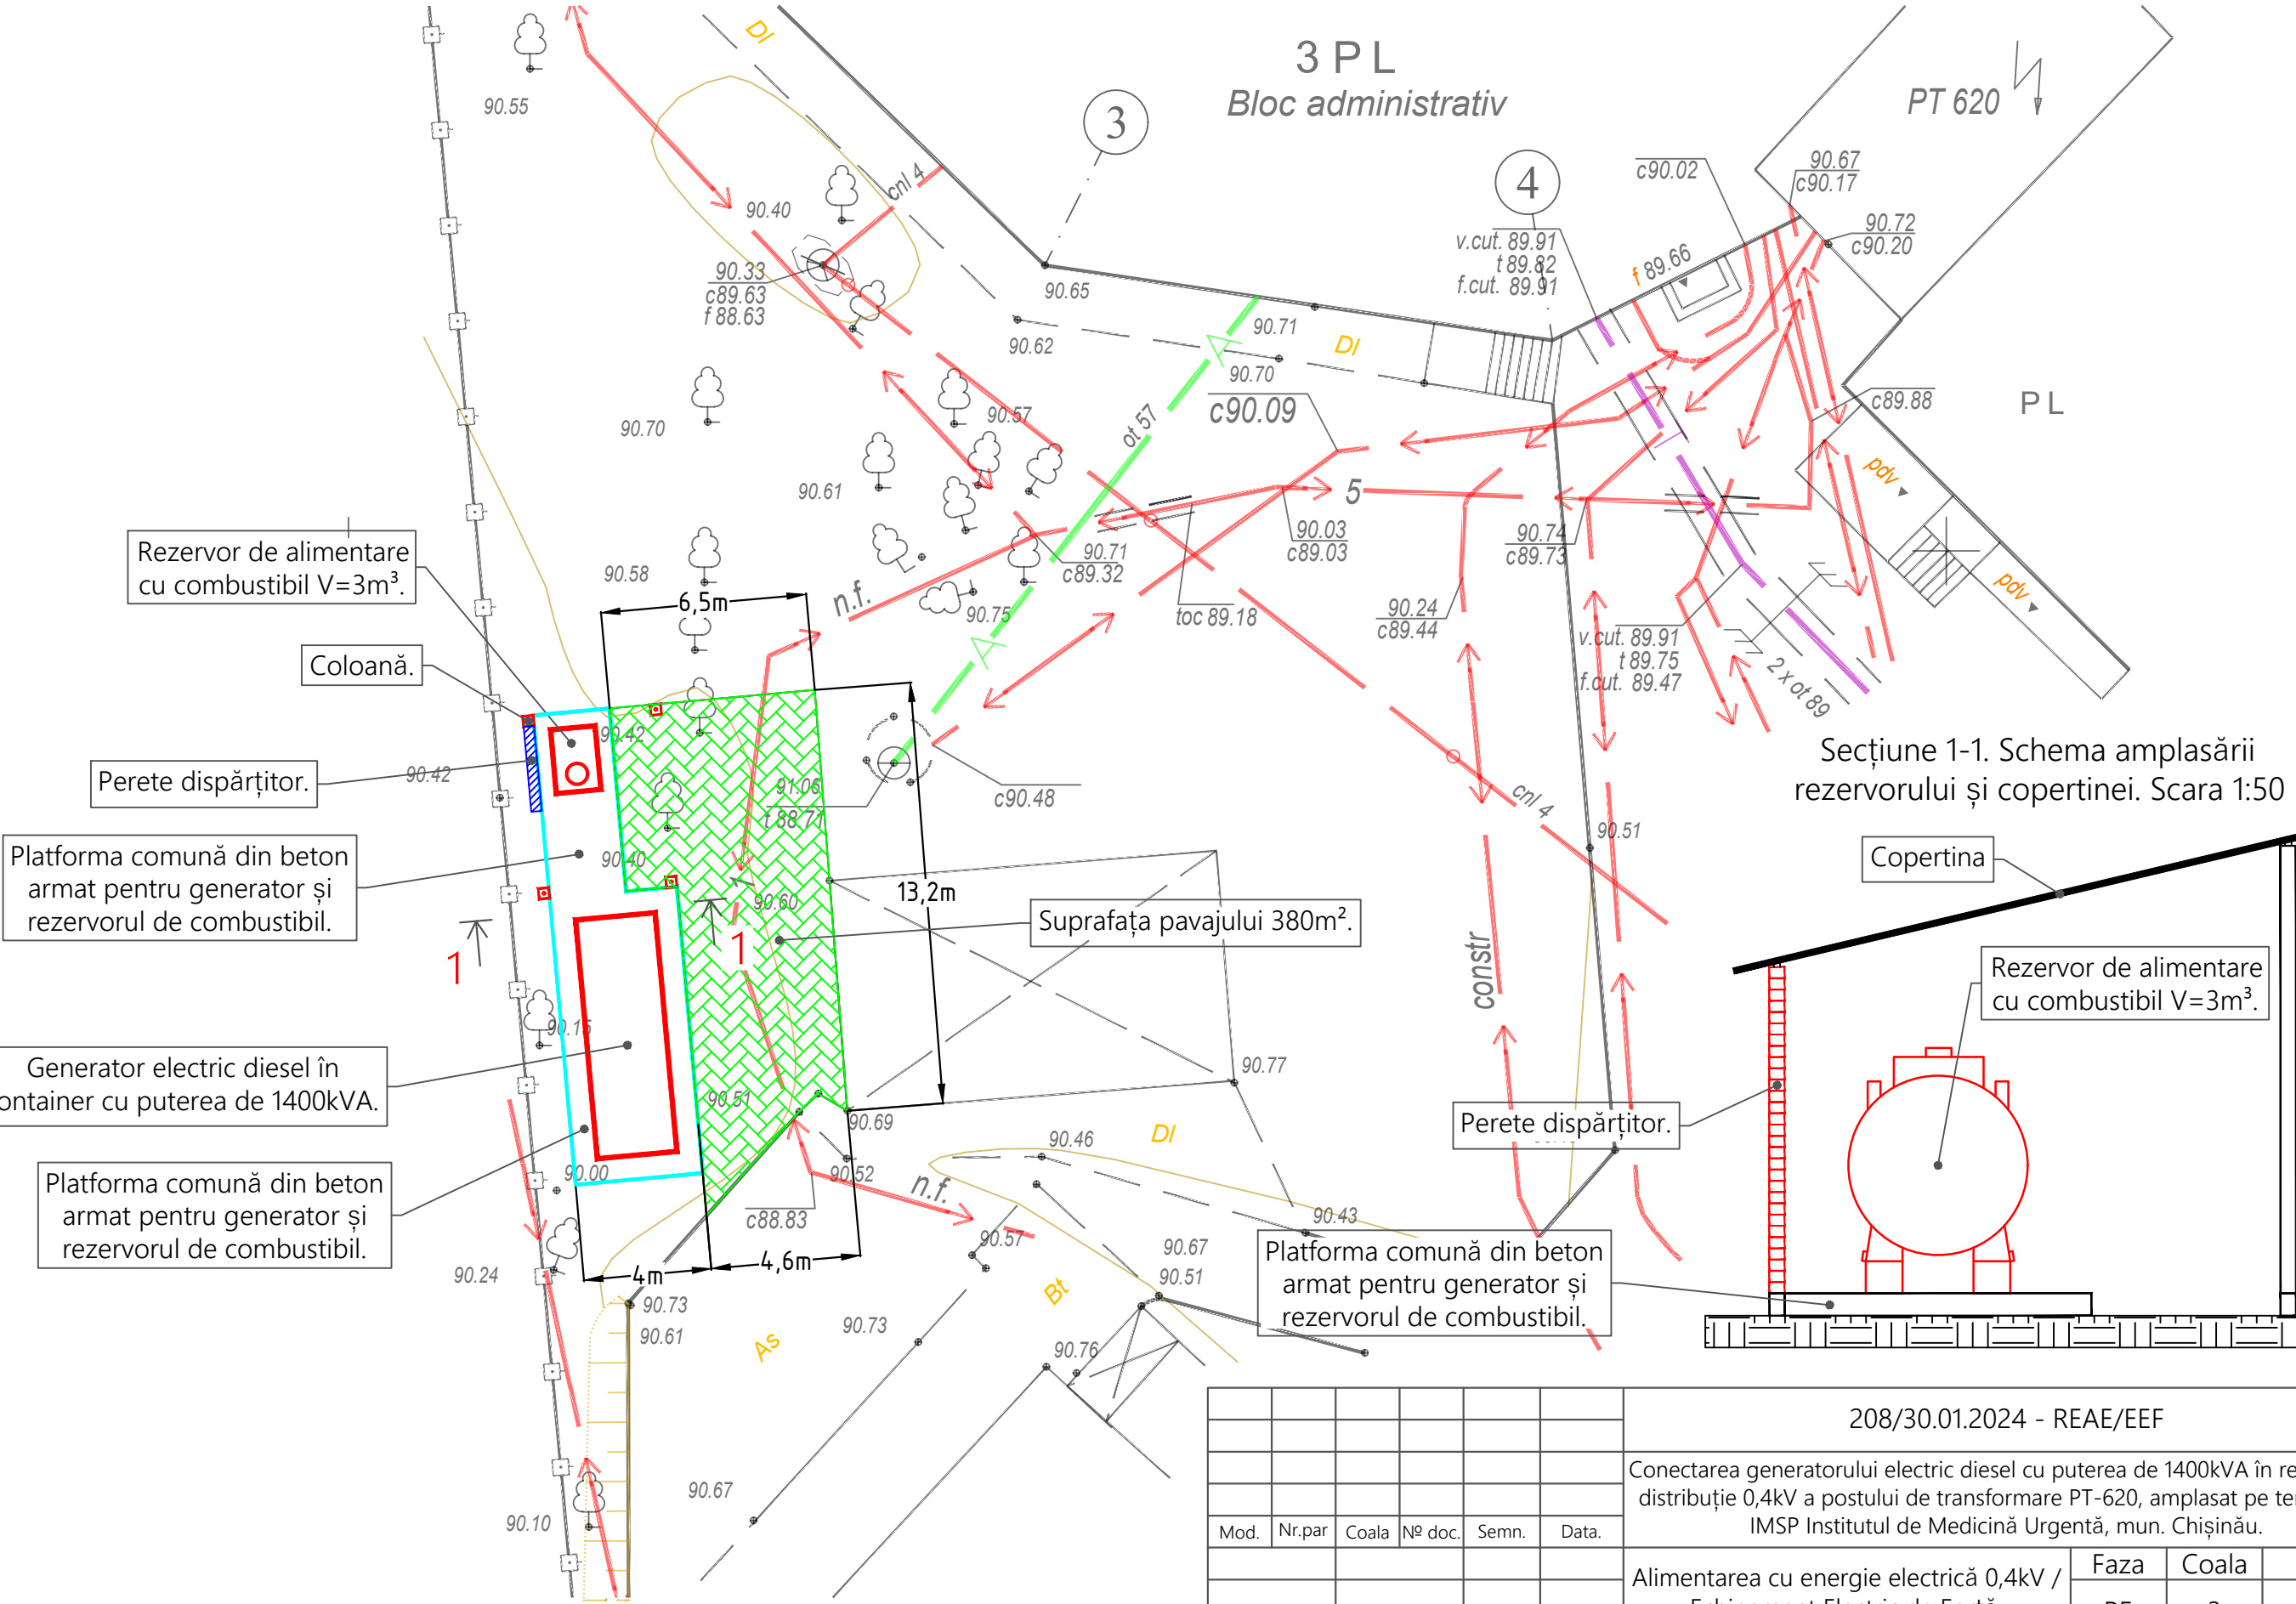 3 P L
Bloc administrativ
PT 620
3
4
Dl
90.55
cnl 4
90.40
90.33
c89.63
f 88.63
90.65
90.62
90.71
Dl
90.70
c90.09
v.cut. 89.91
t 89.82
f.cut. 89.91
f 89.66
c90.02
90.67
c90.17
90.72
c90.20
c89.88
P L
pdv
pdv
90.70
90.57
ot 57
90.61
5
90.03
c89.03
90.74
c89.73
90.71
c89.32
90.58
n.f.
90.75
toc 89.18
90.24
c89.44
v.cut. 89.91
t 89.75
f.cut. 89.47
2 x ot 89
Rezervor de alimentare
cu combustibil V=3m³.
Coloană.
Perete dispărțitor.
Platforma comună din beton
armat pentru generator și
rezervorul de combustibil.
Generator electric diesel în
ontainer cu puterea de 1400kVA.
Platforma comună din beton
armat pentru generator și
rezervorul de combustibil.
6,5m
90.42
90.42
91.06
t 88.71
c90.48
90.40
90.60
13,2m
1
1
Suprafața pavajului 380m².
90.15
90.51
90.69
90.00
90.52
c88.83
n.f.
4m
4,6m
90.24
90.73
90.61
As
90.73
90.67
90.10
90.77
90.46
Dl
90.57
90.43
90.67
90.51
Bt
90.76
cnl 4
90.51
constr
Secțiune 1-1. Schema amplasării
rezervorului și copertinei. Scara 1:50
Copertina
Rezervor de alimentare
cu combustibil V=3m³.
Perete dispărțitor.
Platforma comună din beton
armat pentru generator și
rezervorul de combustibil.
208/30.01.2024 - REAE/EEF
Conectarea generatorului electric diesel cu puterea de 1400kVA în re
distribuție 0,4kV a postului de transformare PT-620, amplasat pe te
IMSP Institutul de Medicină Urgentă, mun. Chișinău.
Mod. Nr.par Coala № doc. Semn. Data.
Alimentarea cu energie electrică 0,4kV /
Faza Coala